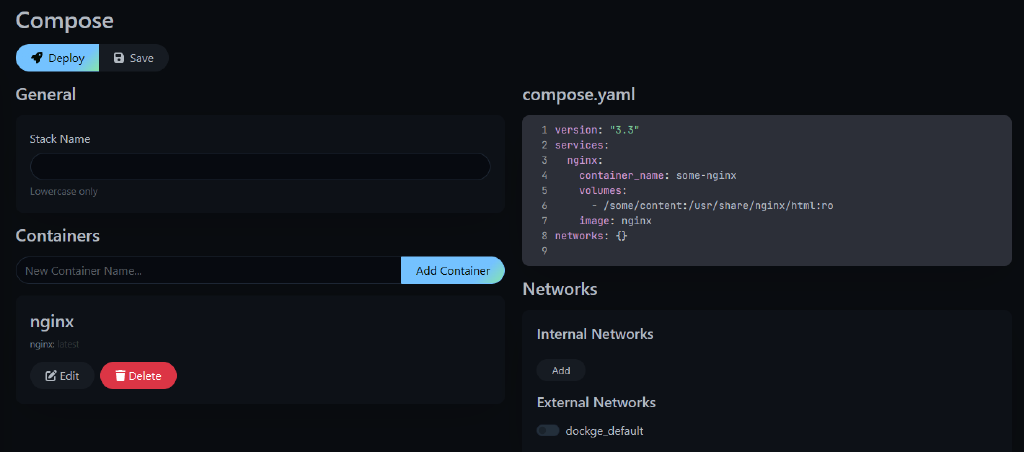 Compose
Deploy
Save
General
Stack Name
Lowercase only
Containers
New Container Name...
Add Container
nginx
nginx: latest
Edit
Delete
compose.yaml
1 version: "3.3"
2 services:
3   nginx:
4     container_name: some-nginx
5     volumes:
6       - /some/content:/usr/share/nginx/html:ro
7     image: nginx
8 networks: {}
9
Networks
Internal Networks
Add
External Networks
dockge_default